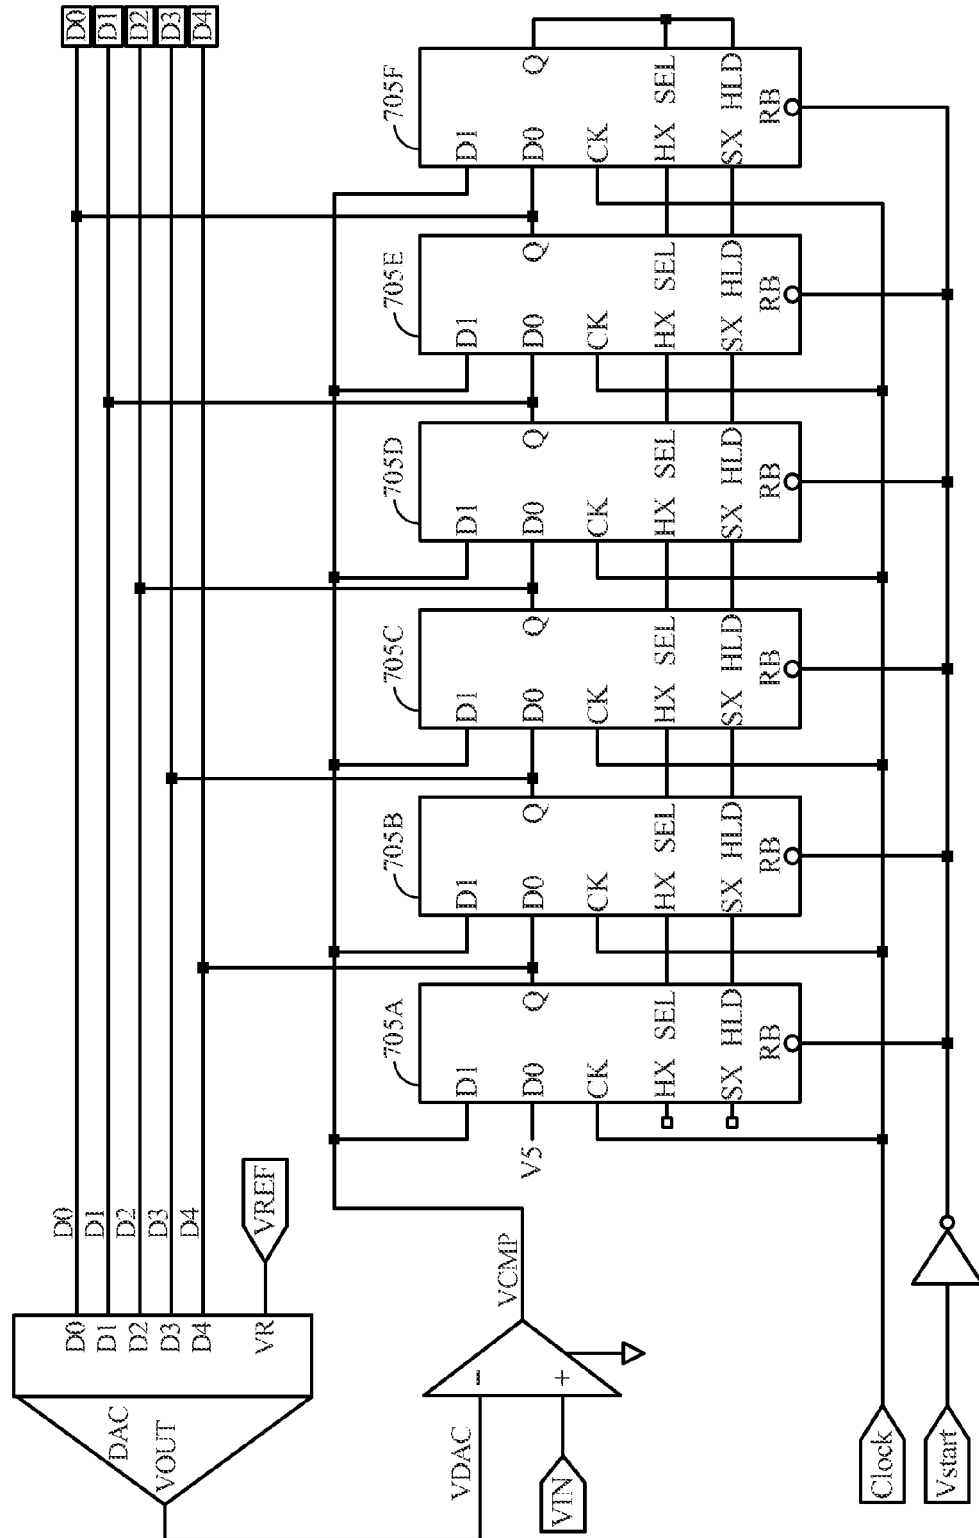 D0
D1
D2
D3
D4
DAC
VOUT
D0
D1
D2
D3
D4
VR
D0
D1
D2
D3
D4
VREF
VDAC
VIN
-
+
VCMP
V5
705A
D1
D0
Q
CK
HX SEL
SX HLD
RB
705B
D1
D0
Q
CK
HX SEL
SX HLD
RB
705C
D1
D0
Q
CK
HX SEL
SX HLD
RB
705D
D1
D0
Q
CK
HX SEL
SX HLD
RB
705E
D1
D0
Q
CK
HX SEL
SX HLD
RB
705F
D1
D0
Q
CK
HX SEL
SX HLD
RB
Clock
Vstart